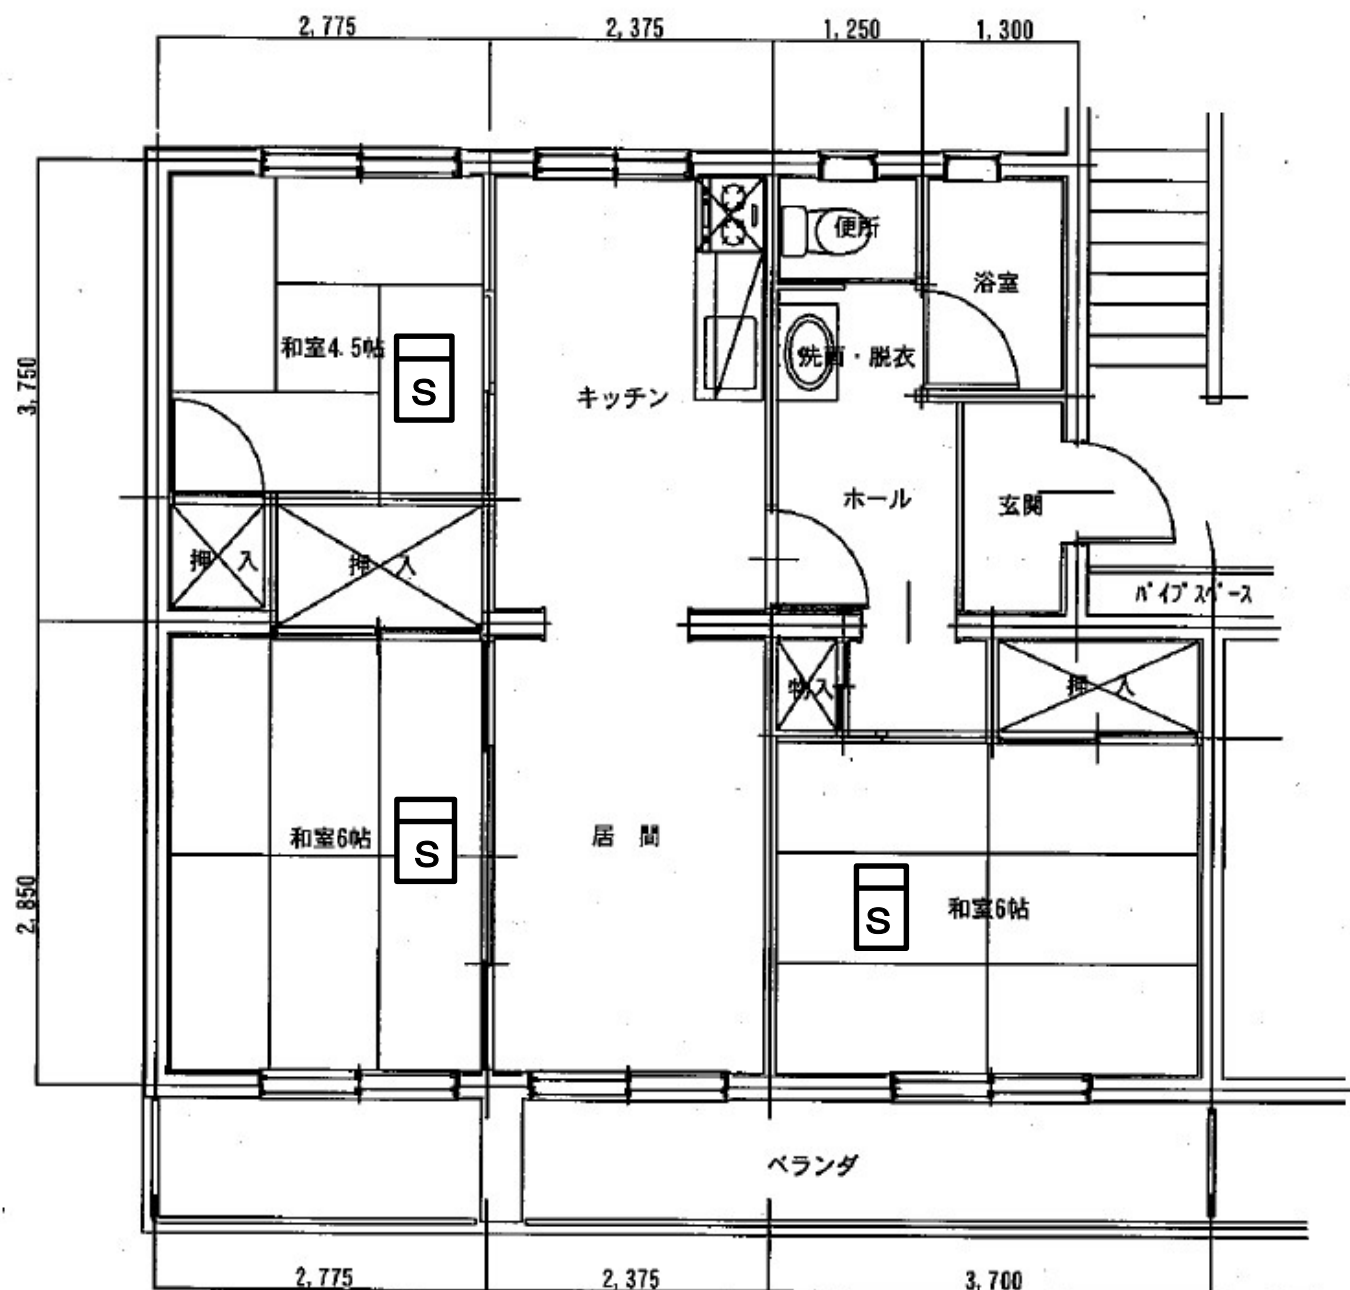 2,775
2,375
1,250
1,300
便所
浴室
和室4.5帖
S
洗面・脱衣
3,750
キッチン
ホール
玄関
押入
押入
パイプスペース
物入
押入
和室6帖
S
居間
2,850
S
和室6帖
ベランダ
2,775
2,375
3,700